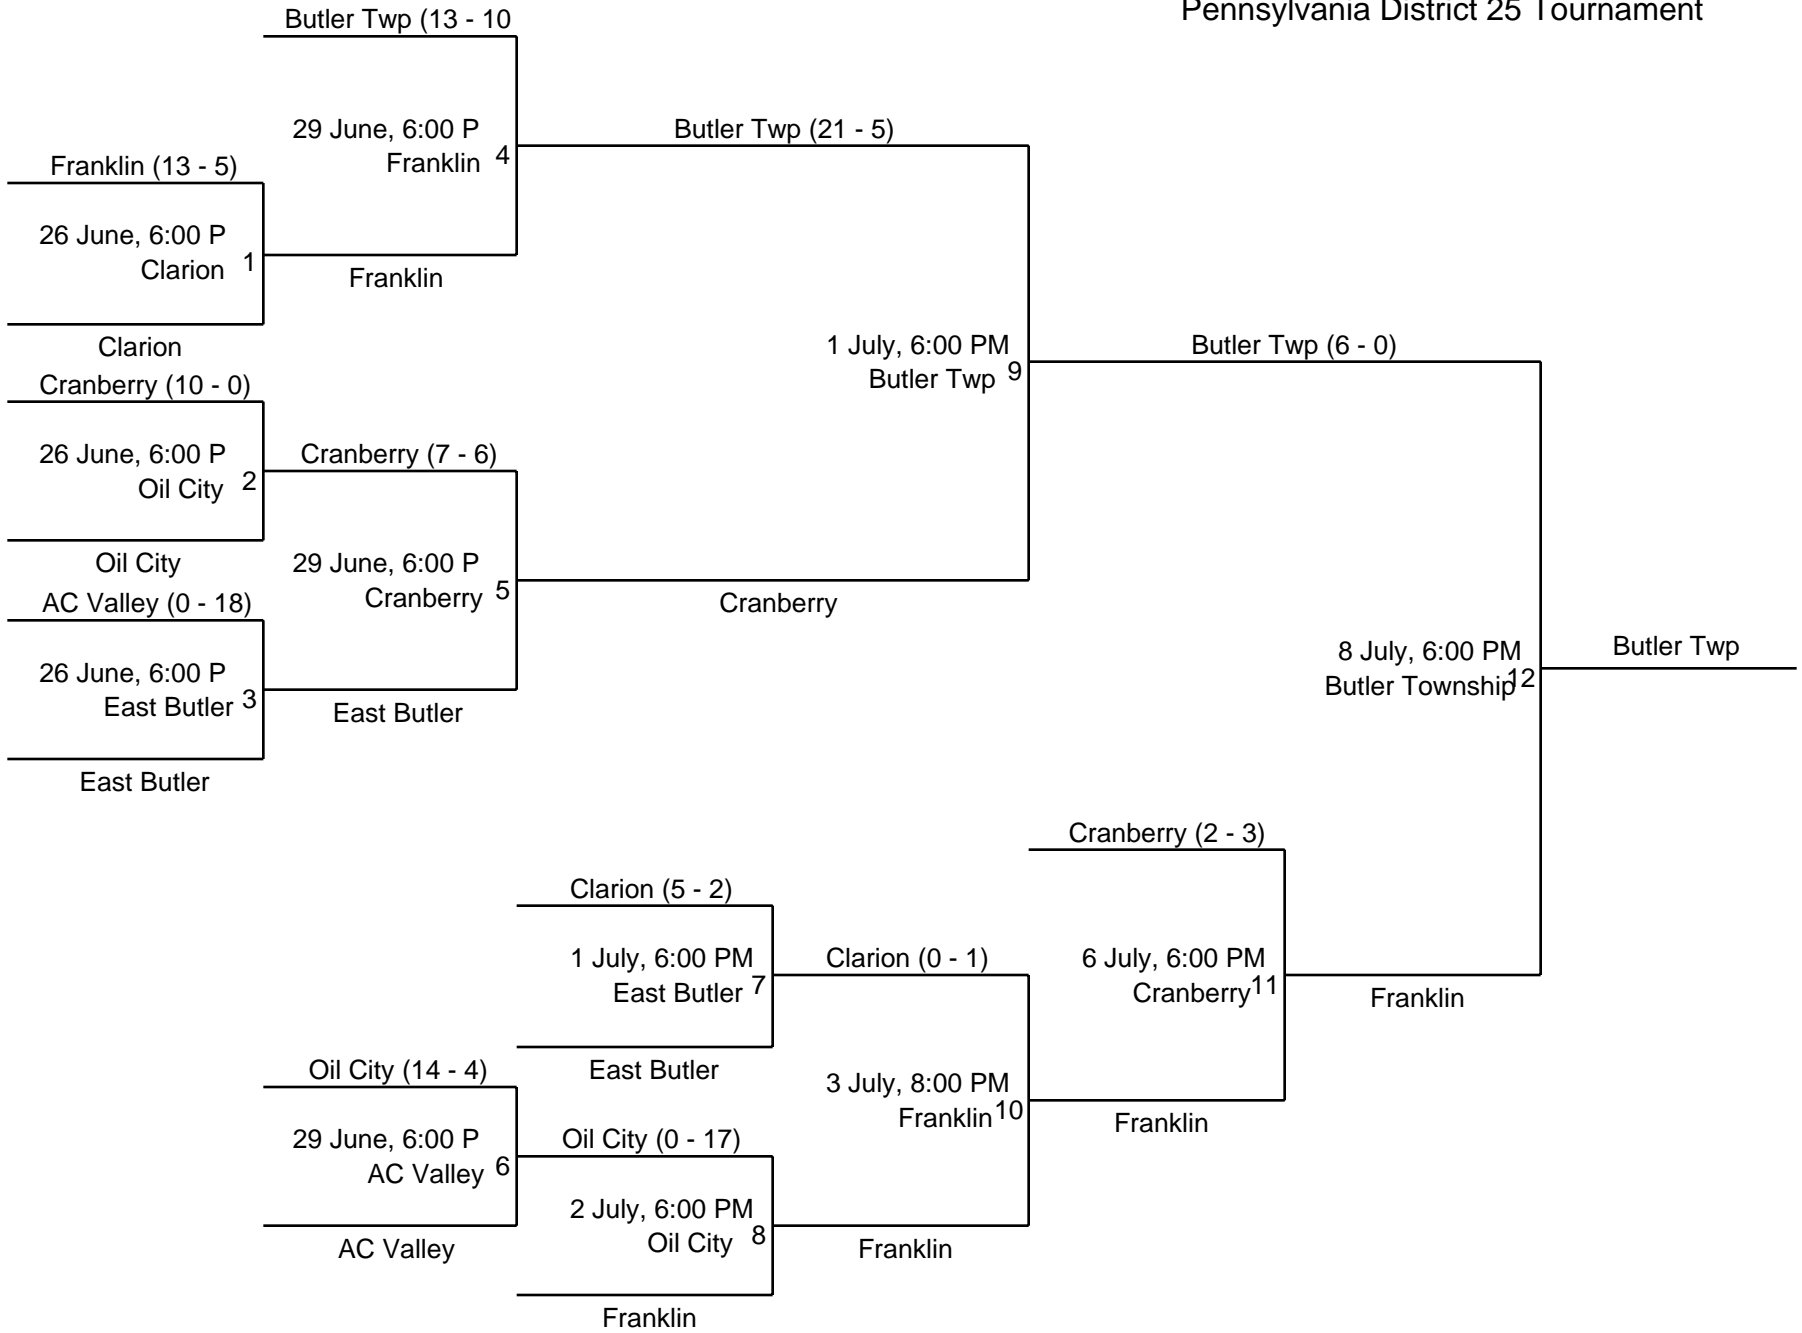 Pennsylvania District 25 Tournament
Butler Twp (13 - 10
29 June, 6:00 P
Franklin 4
Butler Twp (21 - 5)
Franklin (13 - 5)
26 June, 6:00 P
Clarion 1
Franklin
Clarion
Cranberry (10 - 0)
26 June, 6:00 P
Oil City 2
Oil City
Cranberry (7 - 6)
29 June, 6:00 P
Cranberry 5
Cranberry
AC Valley (0 - 18)
26 June, 6:00 P
East Butler 3
East Butler
East Butler
1 July, 6:00 PM
Butler Twp 9
Butler Twp (6 - 0)
8 July, 6:00 PM
Butler Township 12
Butler Twp
Cranberry (2 - 3)
Clarion (5 - 2)
1 July, 6:00 PM
East Butler 7
East Butler
Clarion (0 - 1)
6 July, 6:00 PM
Cranberry 11
Franklin
Oil City (14 - 4)
29 June, 6:00 P
AC Valley 6
AC Valley
Oil City (0 - 17)
2 July, 6:00 PM
Oil City 8
Franklin
3 July, 8:00 PM
Franklin 10
Franklin
Franklin